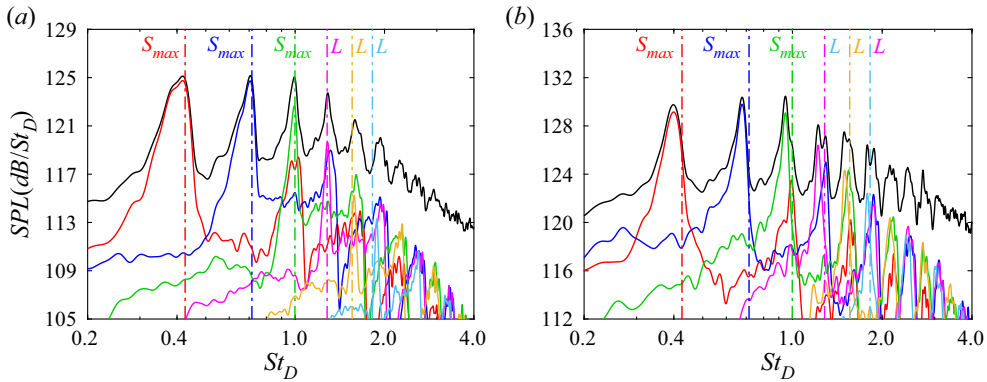 (a)
129
125
121
117
113
109
105
SPL(dB/St_D)
S_max
S_max
S_max
L
L
L
0.2
0.4
1.0
2.0
4.0
St_D
(b)
136
132
128
124
120
116
112
S_max
S_max
S_max
L
L
L
0.2
0.4
1.0
2.0
4.0
St_D